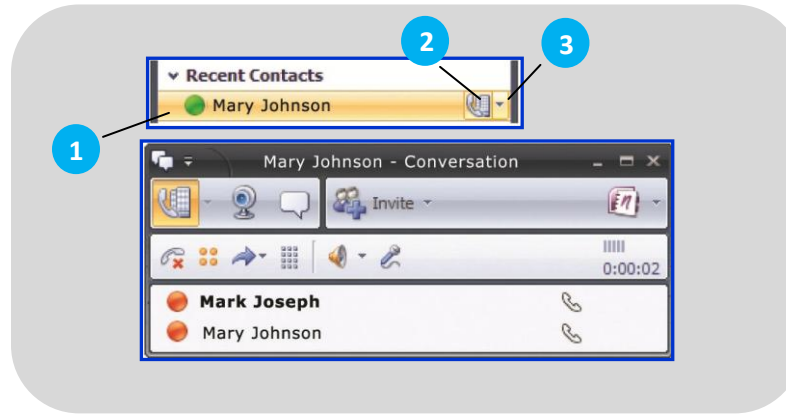 2
3
Recent Contacts
Mary Johnson
1
Mary Johnson - Conversation
Invite
0:00:02
Mark Joseph
Mary Johnson